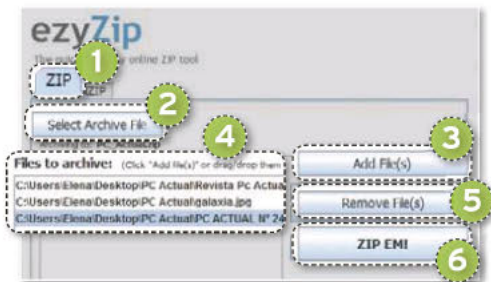 ezyZip
online ZIP tool
1
ZIP
ZIP
2
Select Archive File
4
3
Files to archive: (Click "Add file(s)" or drag/drop them
Add File(s)
C:\Users\Elena\Desktop\PC Actual\Revista Pc Actua
C:\Users\Elena\Desktop\PC Actual\galaxia.jpg
Remove File(s)
5
C:\Users\Elena\Desktop\PC Actual\PC ACTUAL Nº 24
ZIP EM!
6